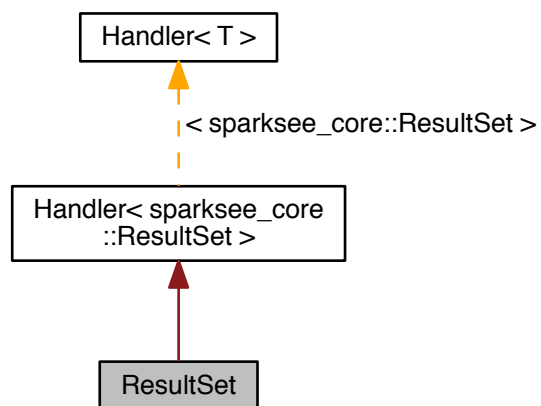 Handler< T >
< sparksee_core::ResultSet >
Handler< sparksee_core
::ResultSet >
ResultSet